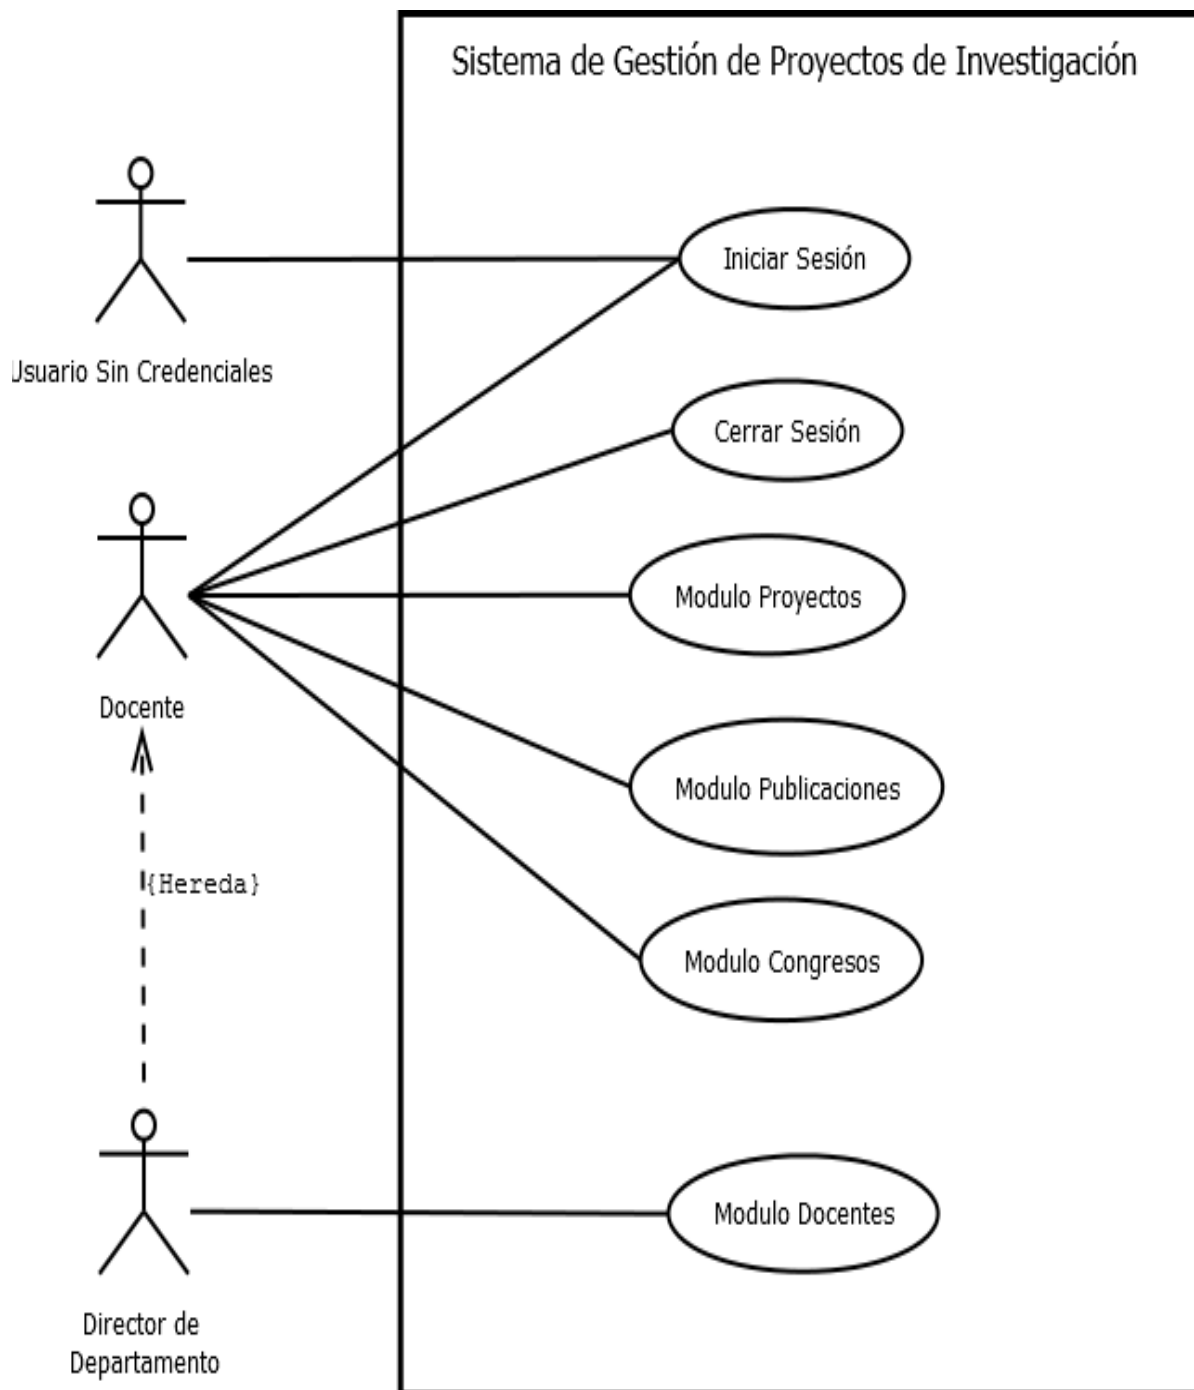 Sistema de Gestión de Proyectos de Investigación
Iniciar Sesión
Usuario Sin Credenciales
Cerrar Sesión
Modulo Proyectos
Docente
Modulo Publicaciones
{Hereda}
Modulo Congresos
Modulo Docentes
Director de
Departamento